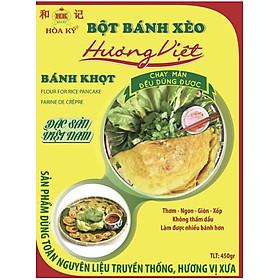 和 HK 记
HÒA KÝ
BỘT BÁNH XÈO
Hương Việt
BÁNH KHỌT
CHAY MẶN
ĐỀU DÙNG ĐƯỢC
FLOUR FOR RICE PANCAKE
FARINE DE CRÊPRE
ĐẶC SẢN
VIỆT NAM
Thơm - Ngon - Giòn - Xốp
Không thấm dầu
Làm được nhiều bánh hơn
TLT: 450gr
SẢN PHẨM DÙNG TOÀN NGUYÊN LIỆU TRUYỀN THỐNG, HƯƠNG VỊ XƯA